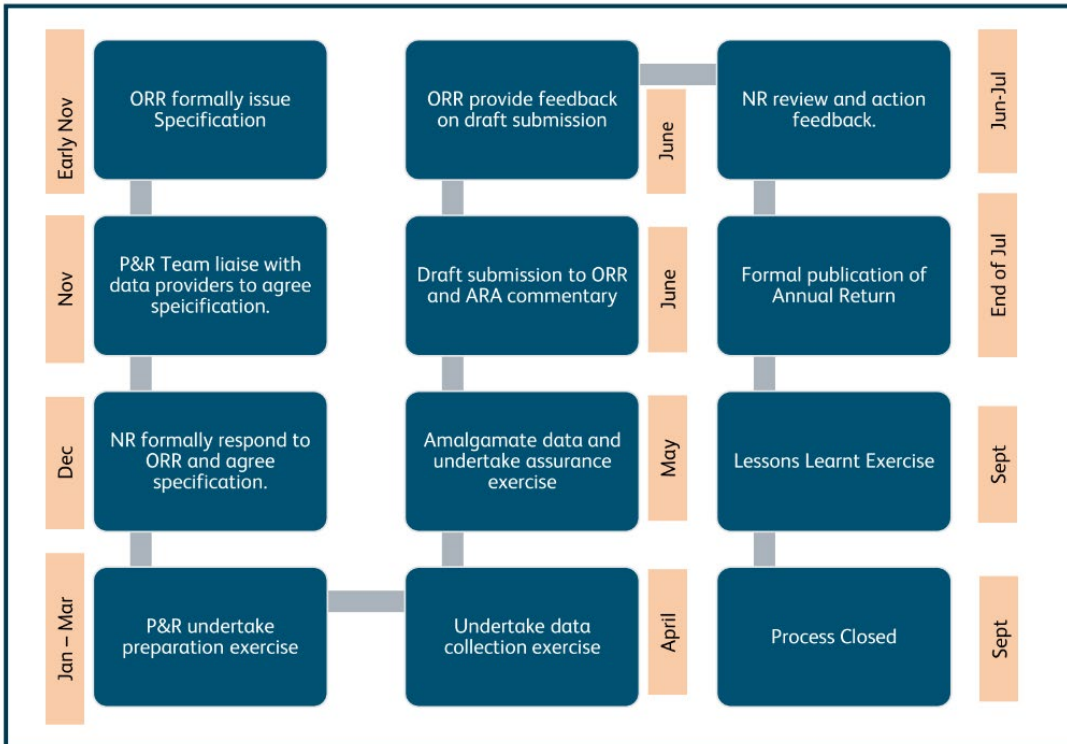 Early Nov
ORR formally issue
Specification
Nov
P&R Team liaise with
data providers to agree
speicification.
Dec
NR formally respond to
ORR and agree
specification.
Jan – Mar
P&R undertake
preparation exercise
Undertake data
collection exercise
April
Amalgamate data and
undertake assurance
exercise
May
Draft submission to ORR
and ARA commentary
June
ORR provide feedback
on draft submission
June
NR review and action
feedback.
Jun-Jul
Formal publication of
Annual Return
End of Jul
Lessons Learnt Exercise
Sept
Process Closed
Sept